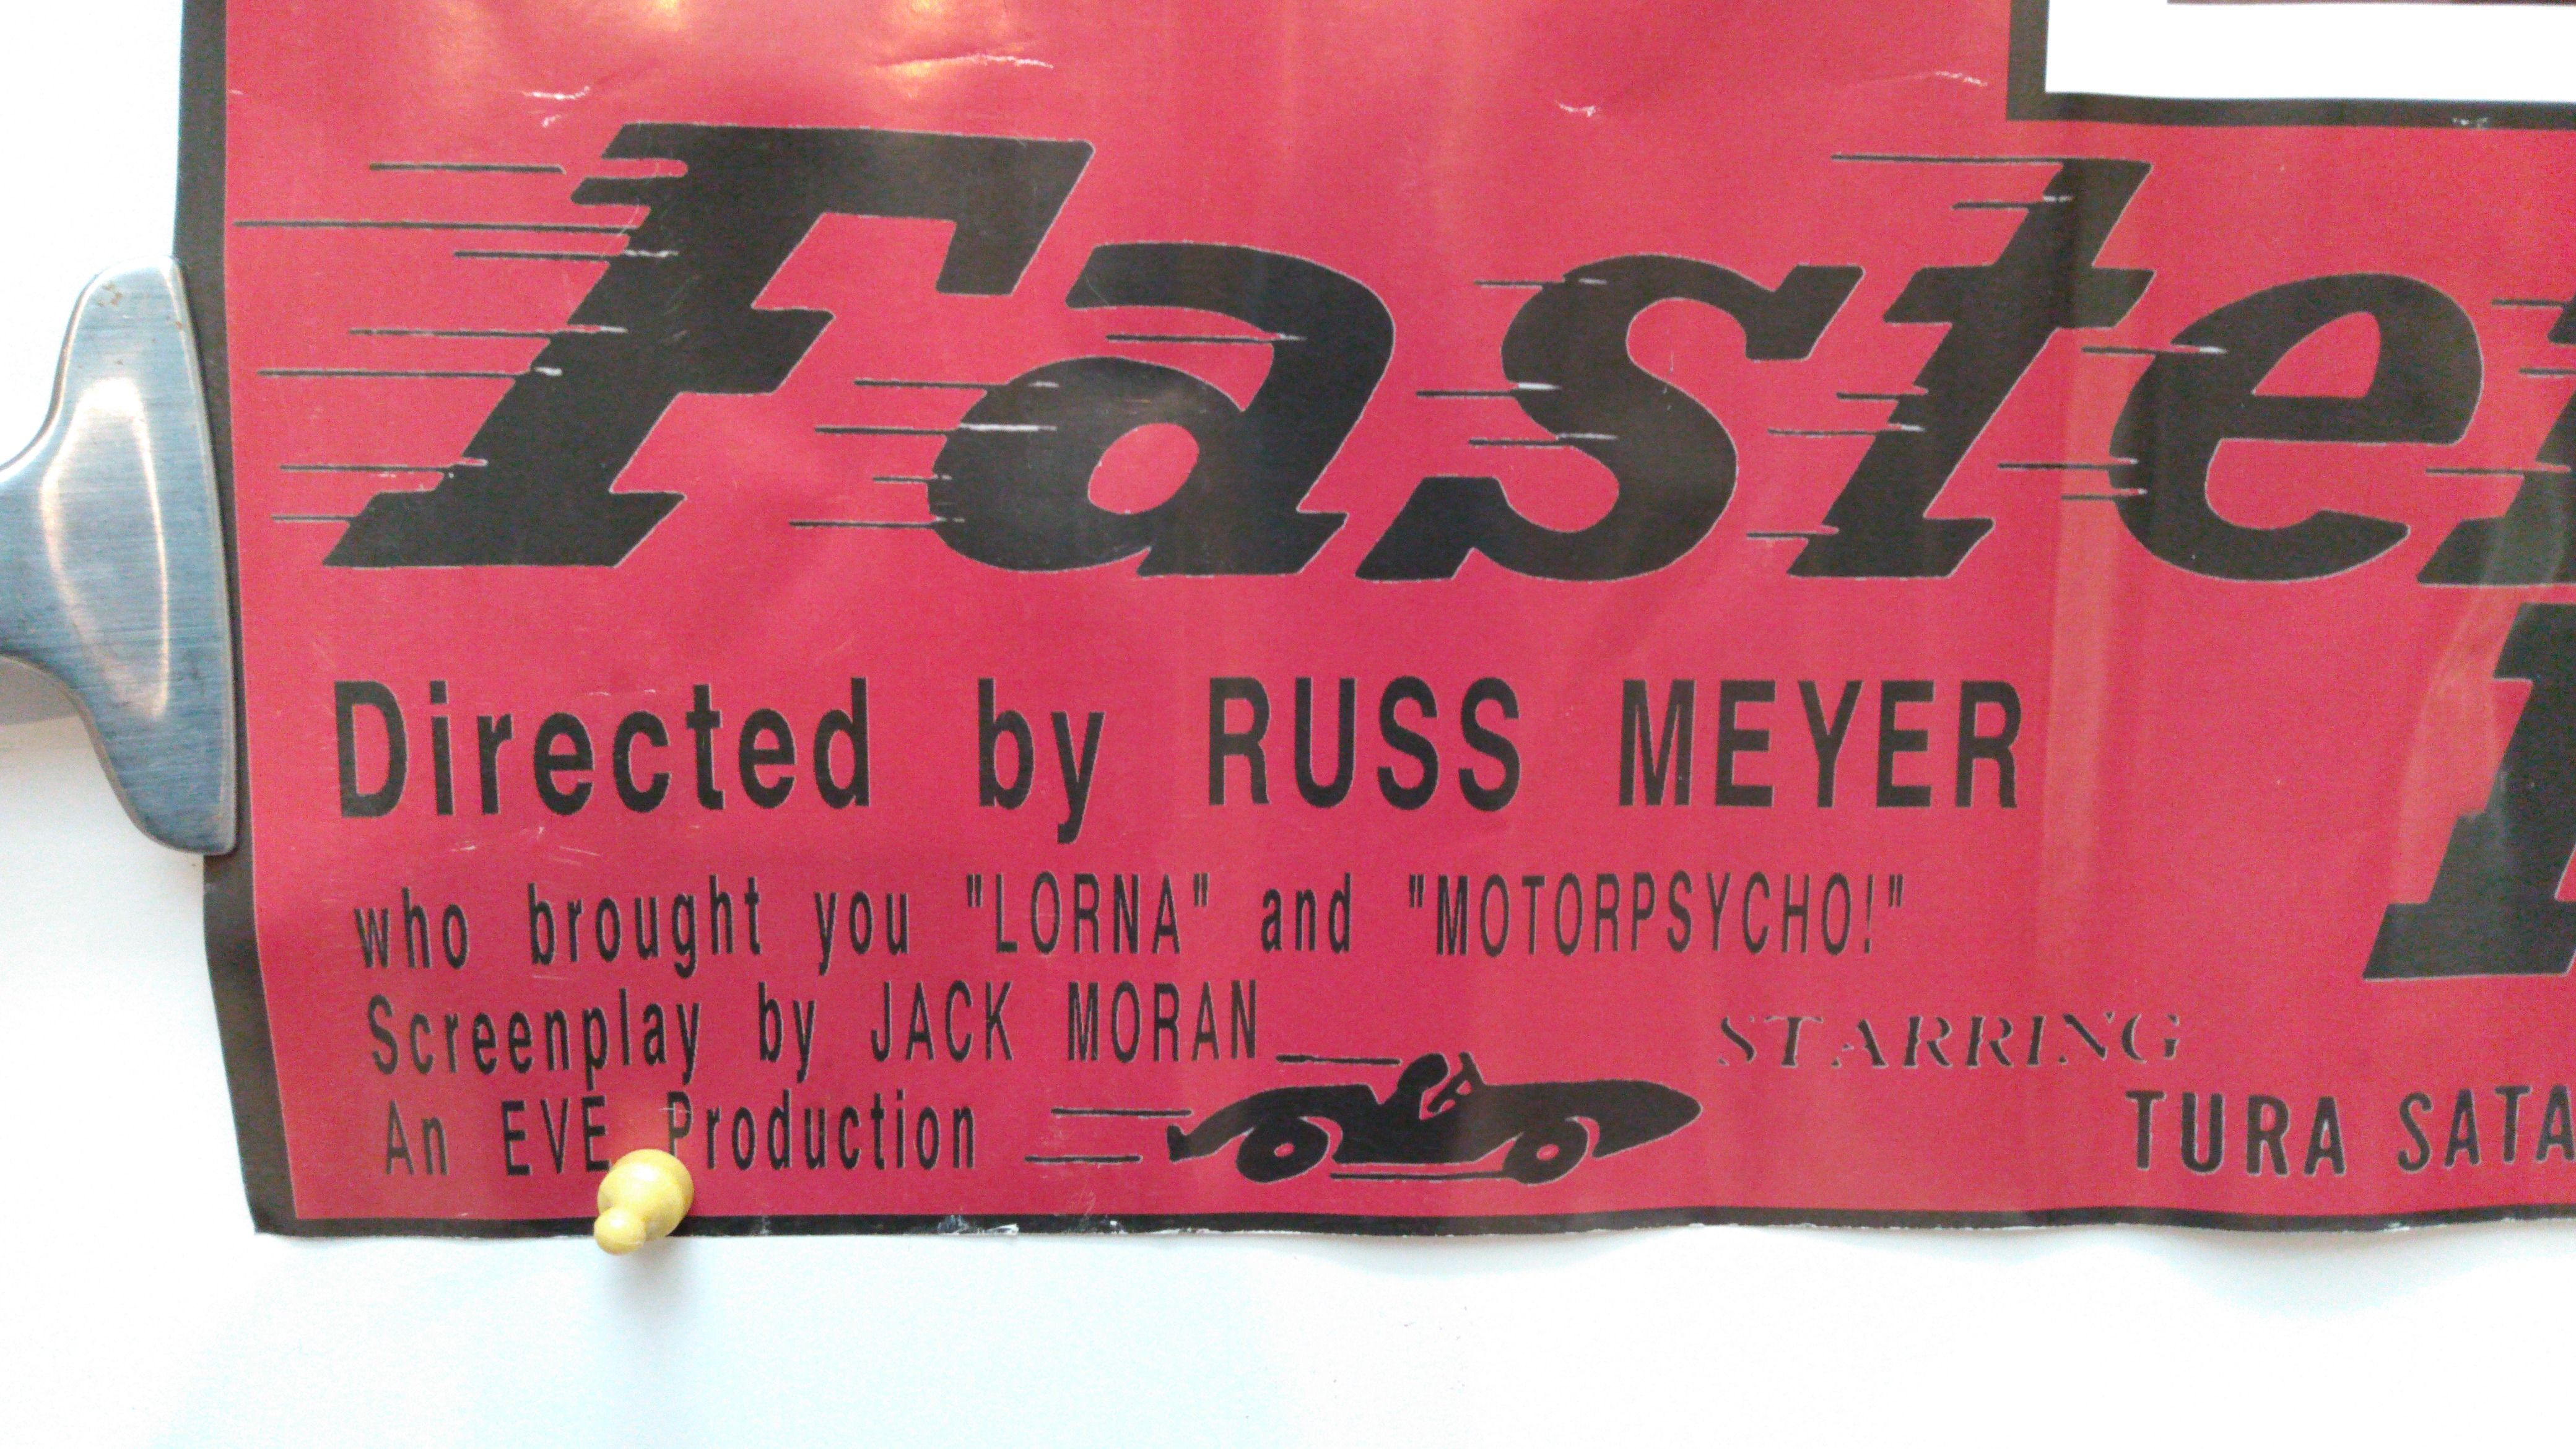 Faster
Directed by RUSS MEYER
who brought you "LORNA" and "MOTORPSYCHO!"
Screenplay by JACK MORAN
An EVE Production
STARRING
TURA SATA